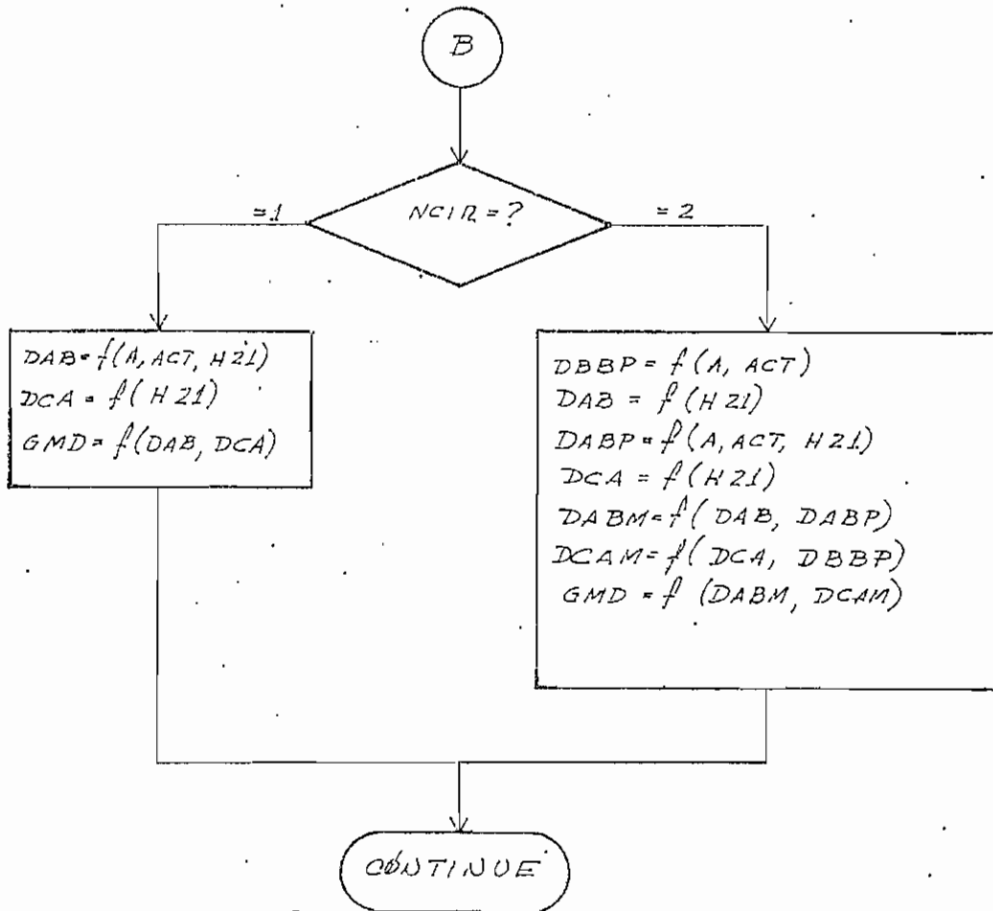 B
NCIR = ?
=1
=2
DAB = f(A, ACT, H21)
DCA = f(H21)
GMD = f(DAB, DCA)
DBBP = f(A, ACT)
DAB = f(H21)
DABP = f(A, ACT, H21)
DCA = f(H21)
DABM = f(DAB, DABP)
DCAM = f(DCA, DBBP)
GMD = f(DABM, DCAM)
CØNTINUE